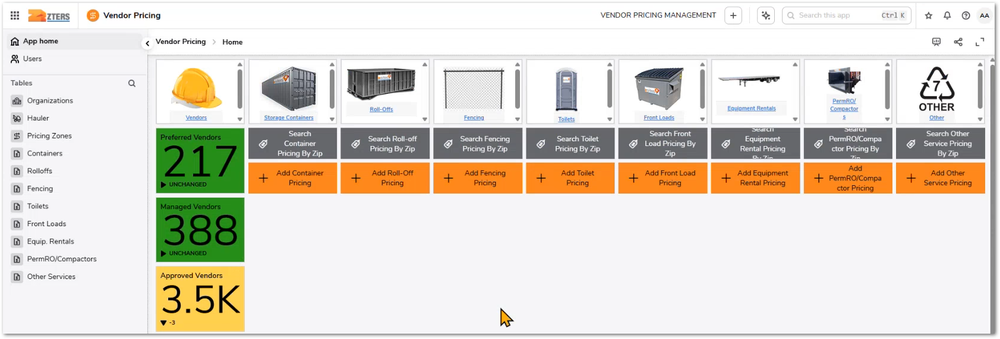 ZTERS
Vendor Pricing
VENDOR PRICING MANAGEMENT
Search this app
Ctrl K
AA
App home
Users
Tables
Organizations
Hauler
Pricing Zones
Containers
Rolloffs
Fencing
Toilets
Front Loads
Equip. Rentals
PermRO/Compactors
Other Services
Vendor Pricing
Home
Vendors
Storage Containers
Roll-Offs
Fencing
Toilets
Front Loads
Equipment Rentals
PermRO/
Compactor
s
7
OTHER
Other
Preferred Vendors
217
UNCHANGED
Search
Container
Pricing By Zip
Search Roll-off
Pricing By Zip
Search Fencing
Pricing By Zip
Search Toilet
Pricing By Zip
Search Front
Load Pricing By
Zip
Search
Equipment
Rental Pricing
By Zip
Search
PermRO/Compa
ctor Pricing By
Zip
Search Other
Service Pricing
By Zip
Add Container
Pricing
Add Roll-Off
Pricing
Add Fencing
Pricing
Add Toilet
Pricing
Add Front Load
Pricing
Add Equipment
Rental Pricing
Add
PermRO/Compa
ctor Pricing
Add Other
Service Pricing
Managed Vendors
388
UNCHANGED
Approved Vendors
3.5K
-3